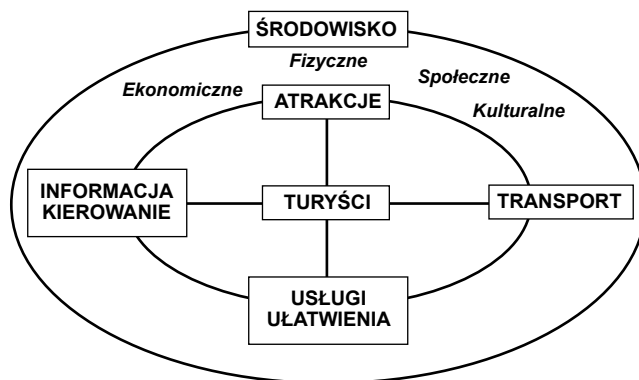 ŚRODOWISKO
Fizyczne
Ekonomiczne
Społeczne
ATRAKCJE
Kulturalne
INFORMACJA
KIEROWANIE
TURYŚCI
TRANSPORT
USŁUGI
UŁATWIENIA